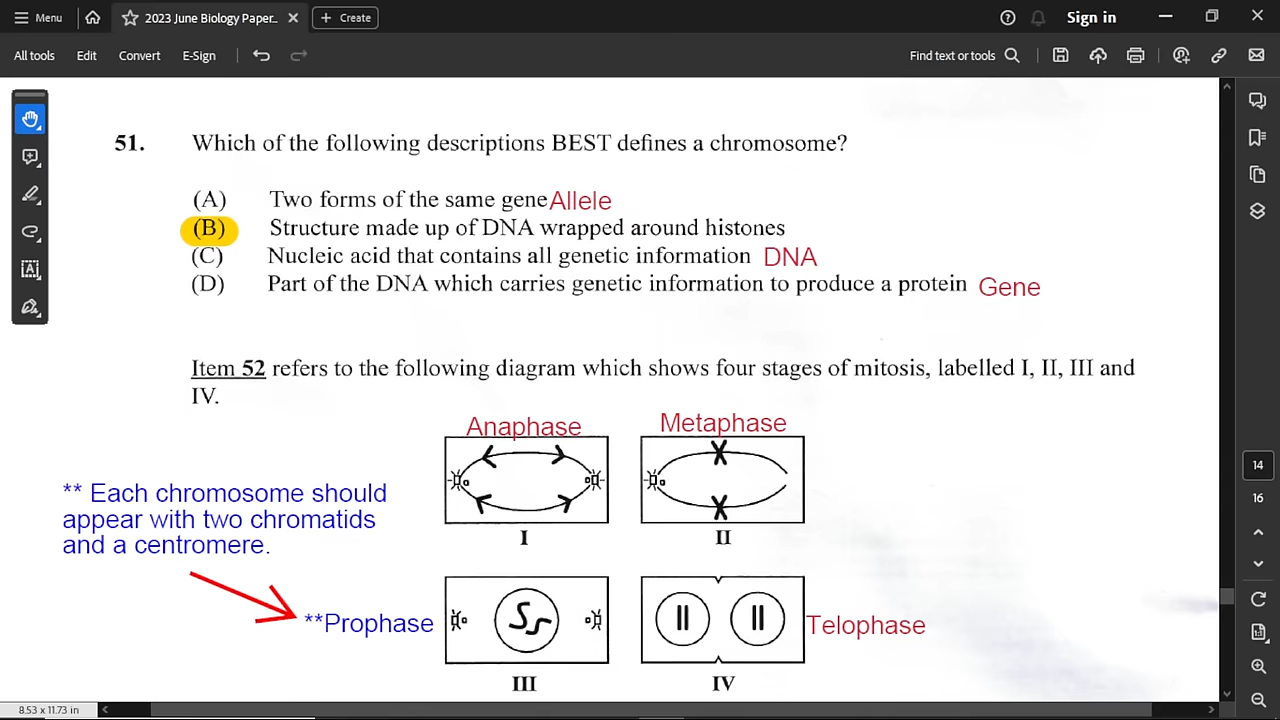 Menu
2023 June Biology Paper...
Create
Sign in
All tools
Edit
Convert
E-Sign
Find text or tools
51. Which of the following descriptions BEST defines a chromosome?
(A) Two forms of the same gene Allele
(B) Structure made up of DNA wrapped around histones
(C) Nucleic acid that contains all genetic information DNA
(D) Part of the DNA which carries genetic information to produce a protein Gene
Item 52 refers to the following diagram which shows four stages of mitosis, labelled I, II, III and
IV.
Anaphase Metaphase
** Each chromosome should
appear with two chromatids
and a centromere.
I II
**Prophase
Telophase
III IV
14
16
8.53 x 11.73 in